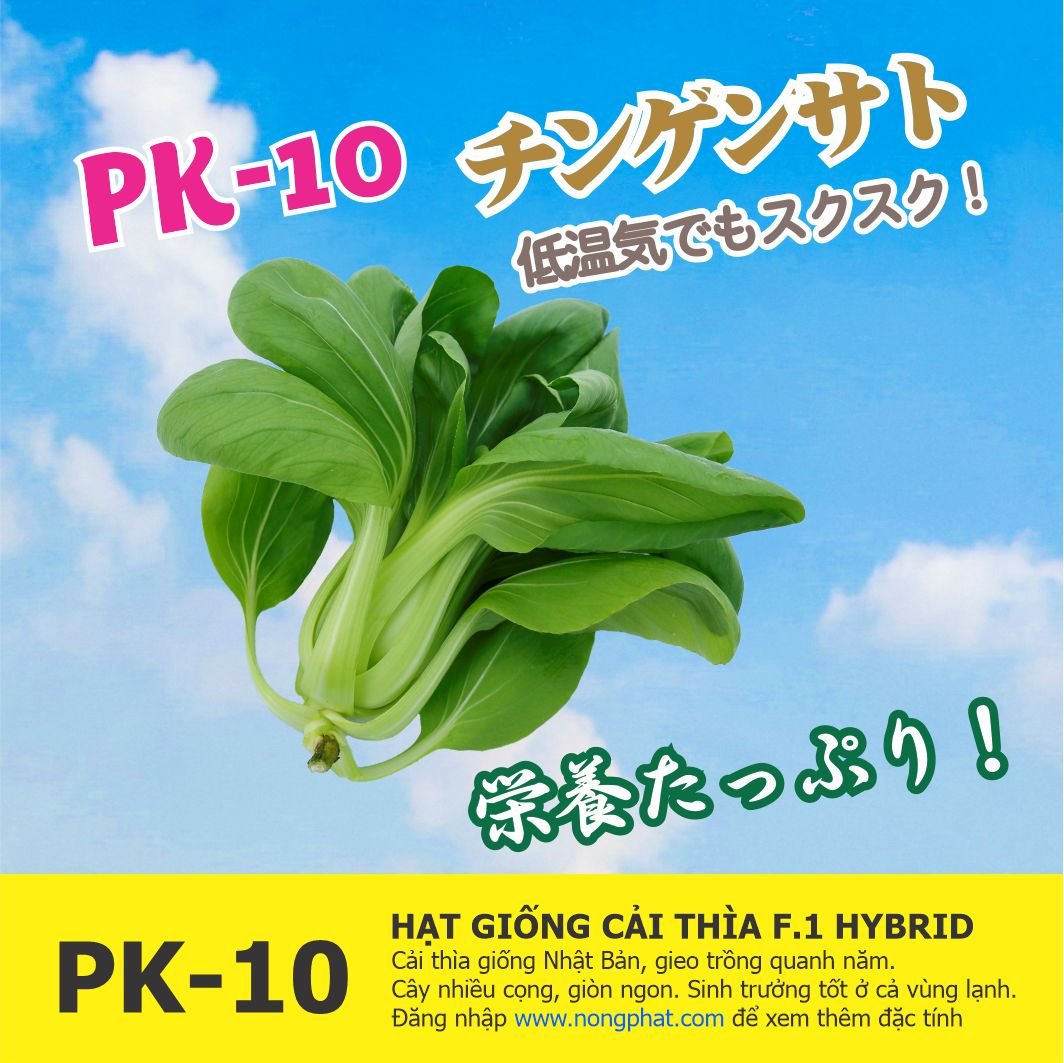 PK-10
チンゲンサト
低温気でもスクスク！
栄養たっぷり！
PK-10
HẠT GIỐNG CẢI THÌA F.1 HYBRID
Cải thìa giống Nhật Bản, gieo trồng quanh năm.
Cây nhiều cọng, giòn ngon. Sinh trưởng tốt ở cả vùng lạnh.
Đăng nhập www.nongphat.com để xem thêm đặc tính